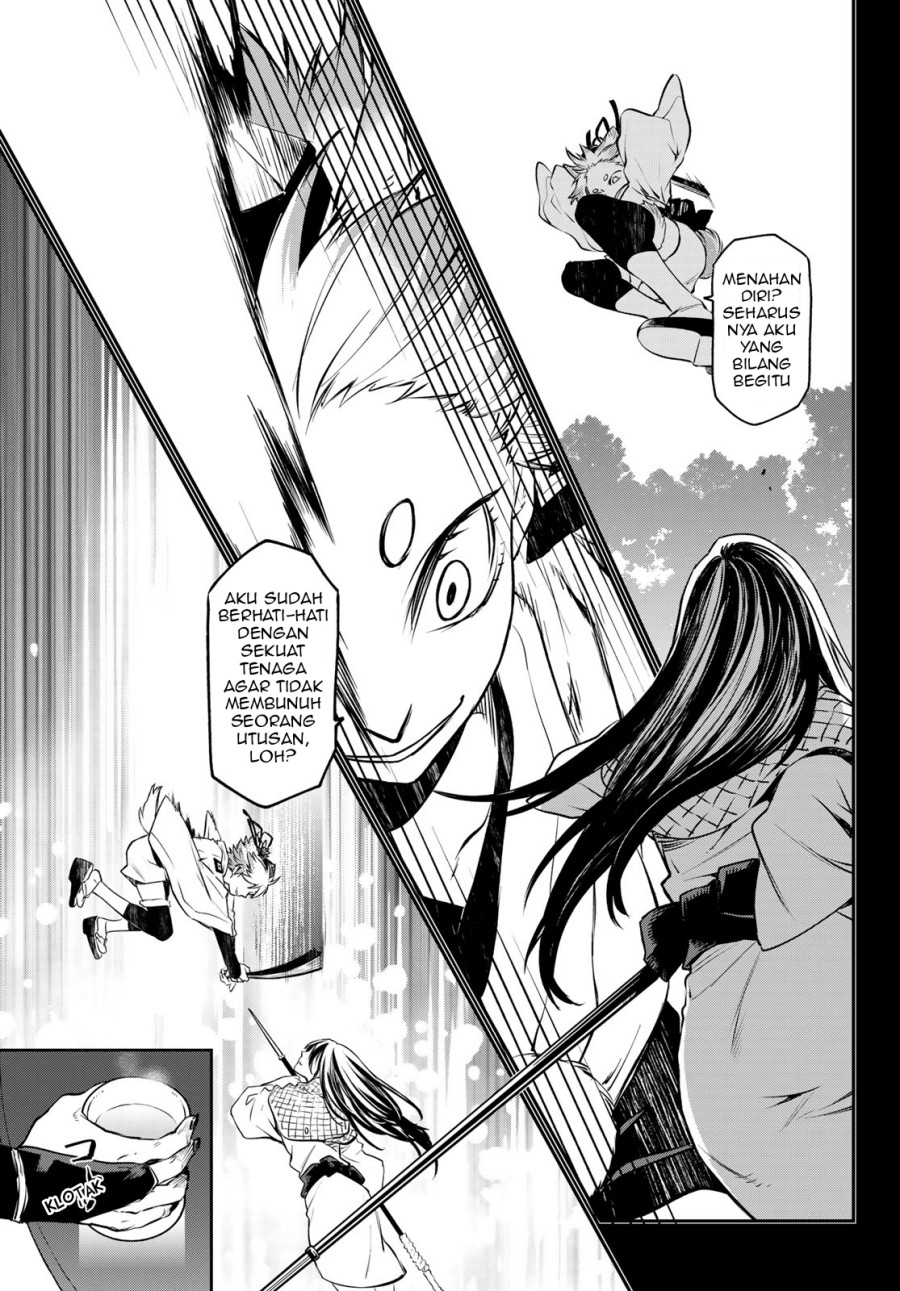 MENAHAN
DIRI?
SEHARUS
NYA AKU
YANG
BILANG
BEGITU
AKU SUDAH
BERHATI-HATI
DENGAN
SEKUAT
TENAGA
AGAR TIDAK
MEMBUNUH
SEORANG
UTUSAN,
LOH?
KLOTAK